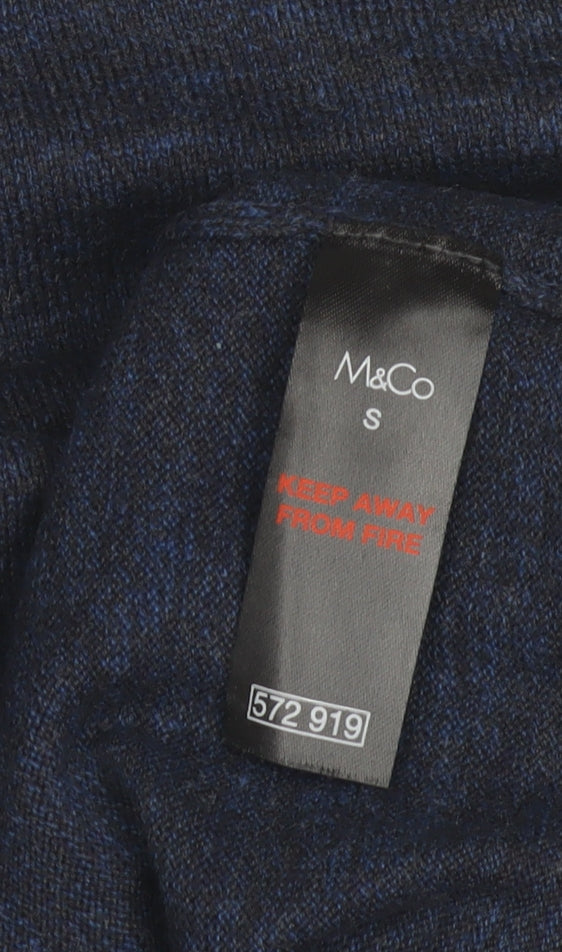 M&Co
S
KEEP AWAY
FROM FIRE
572 919